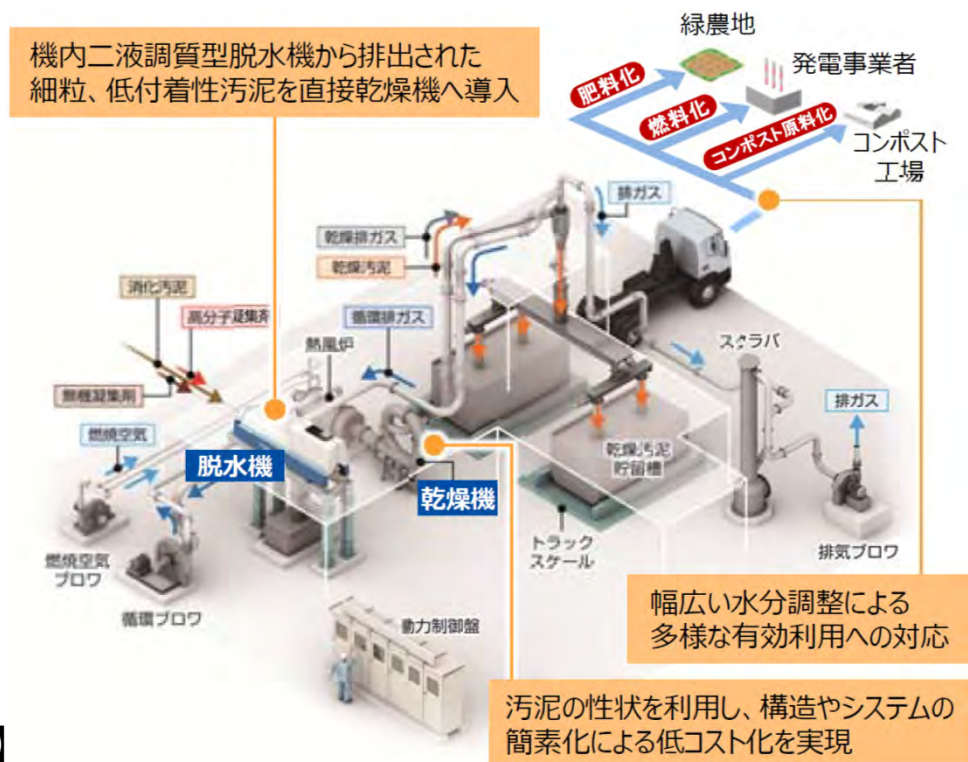 機内二液調質型脱水機から排出された
細粒、低付着性汚泥を直接乾燥機へ導入
緑農地
発電事業者
肥料化
燃料化
コンポスト原料化
コンポスト
工場
排ガス
乾燥排ガス
乾燥汚泥
消化汚泥
高分子凝集剤
循環排ガス
熱風炉
無機凝集剤
スクラバ
燃焼空気
排ガス
脱水機
乾燥機
乾燥汚泥
貯留槽
燃焼空気
ブロワ
トラック
スケール
排気ブロワ
循環ブロワ
動力制御盤
幅広い水分調整による
多様な有効利用への対応
汚泥の性状を利用し、構造やシステムの
簡素化による低コスト化を実現